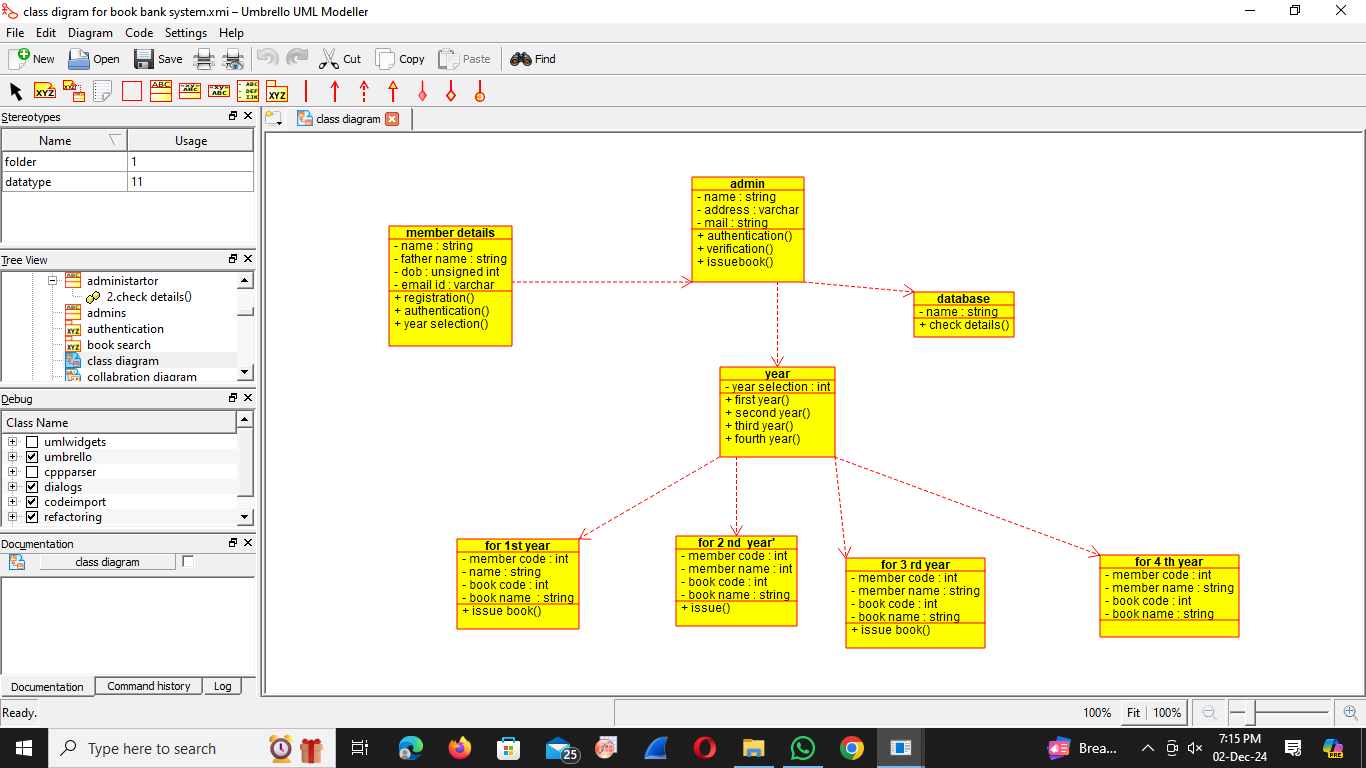 class digram for book bank system.xmi – Umbrello UML Modeller
File Edit Diagram Code Settings Help
New Open Save Cut Copy Paste Find
Stereotypes
class diagram
Name Usage
folder 1
datatype 11
Tree View
administartor
2.check details()
admins
authentication
book search
class diagram
collabration diagram
Debug
Class Name
umlwidgets
umbrello
cppparser
dialogs
codeimport
refactoring
Documentation
class diagram
Documentation Command history Log
member details
- name : string
- father name : string
- dob : unsigned int
- email id : varchar
+ registration()
+ authentication()
+ year selection()
admin
- name : string
- address : varchar
- mail : string
+ authentication()
+ verification()
+ issuebook()
database
- name : string
+ check details()
year
- year selection : int
+ first year()
+ second year()
+ third year()
+ fourth year()
for 1st year
- member code : int
- name : string
- book code : int
- book name : string
+ issue book()
for 2 nd year'
- member code : int
- member name : int
- book code : int
- book name : string
+ issue()
for 3 rd year
- member code : int
- member name : string
- book code : int
- book name : string
+ issue book()
for 4 th year
- member code : int
- member name : string
- book code : int
- book name : string
Ready.
100% Fit 100%
Type here to search
25
Brea...
7:15 PM
02-Dec-24
PRE